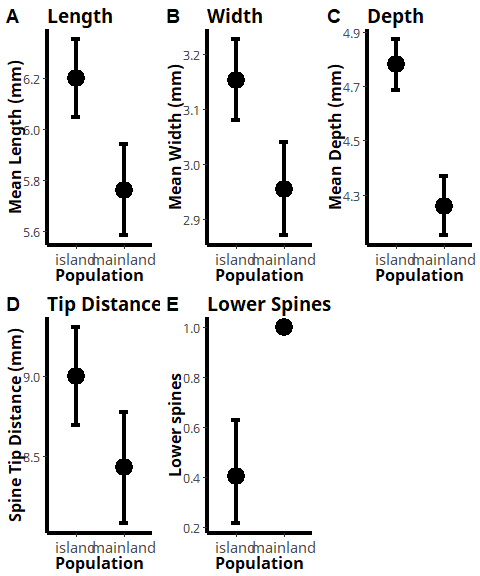 A Length
Mean Length (mm)
6.2
6.0
5.8
5.6
island mainland
Population
B Width
Mean Width (mm)
3.2
3.1
3.0
2.9
island mainland
Population
C Depth
Mean Depth (mm)
4.9
4.7
4.5
4.3
island mainland
Population
D Tip Distance
Spine Tip Distance (mm)
9.0
8.5
island mainland
Population
E Lower Spines
Lower spines
1.0
0.8
0.6
0.4
0.2
island mainland
Population